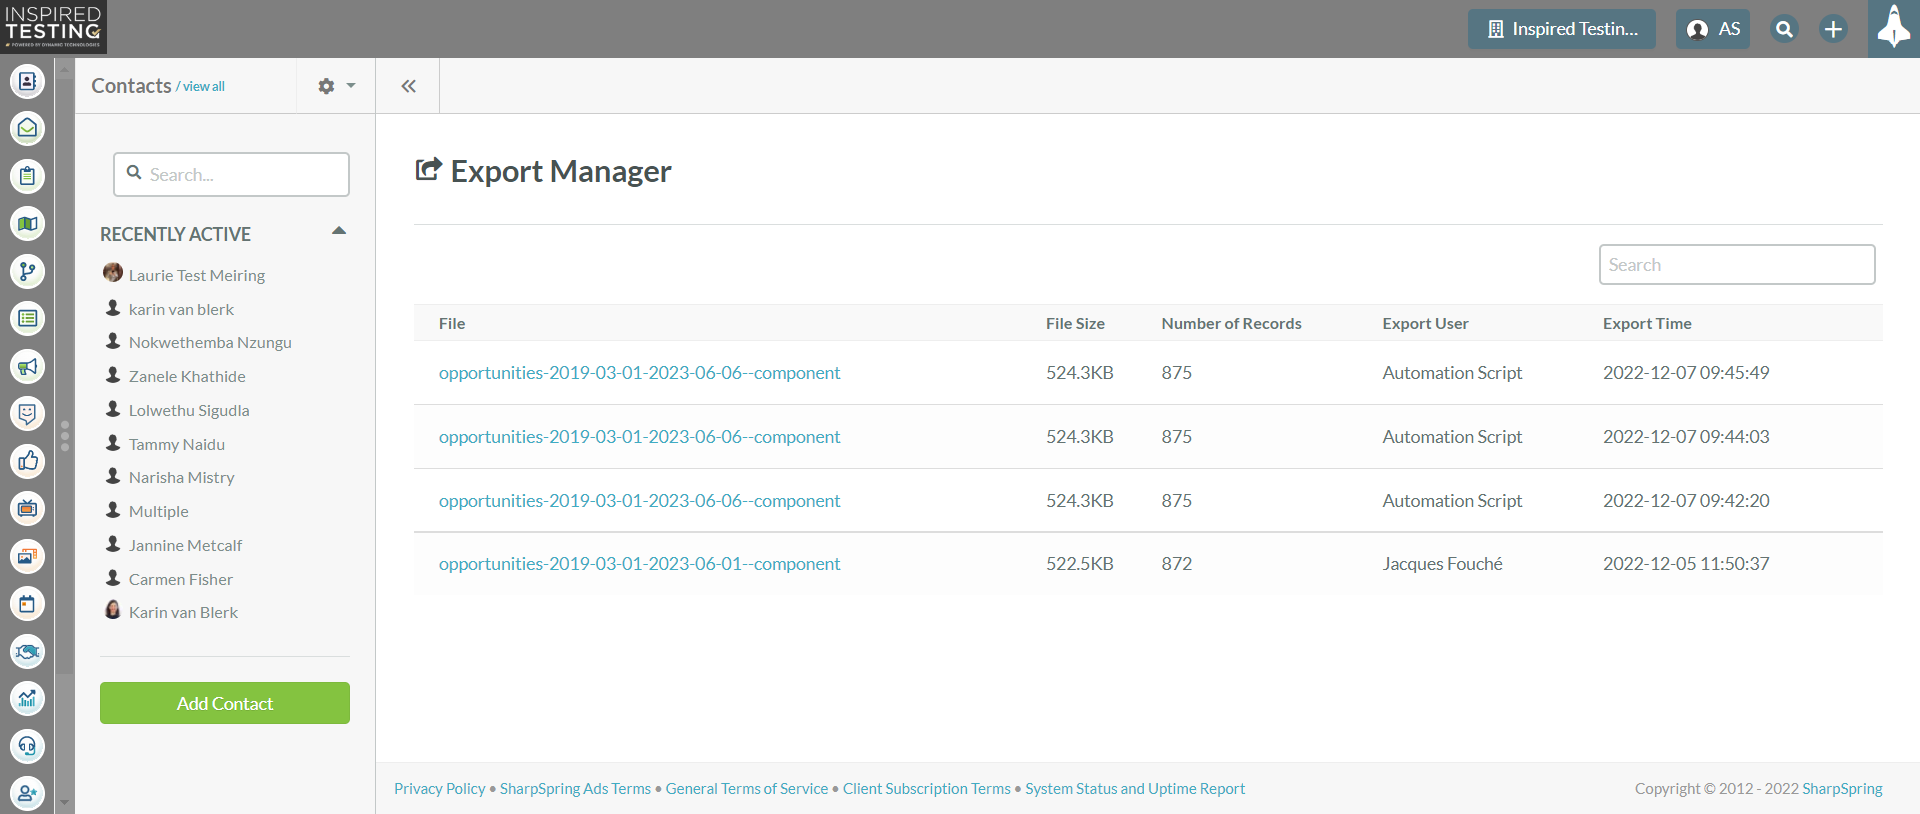 INSPIRED
TESTING
POWERED BY DYNAMIC TECHNOLOGIES
Inspired Testin...
AS
Contacts / view all
Search...
RECENTLY ACTIVE
Laurie Test Meiring
karin van blerk
Nokwethemba Nzungu
Zanele Khathide
Lolwethu Sigudla
Tammy Naidu
Narisha Mistry
Multiple
Jannine Metcalf
Carmen Fisher
Karin van Blerk
Add Contact
Export Manager
Search
File File Size Number of Records Export User Export Time
opportunities-2019-03-01-2023-06-06--component 524.3KB 875 Automation Script 2022-12-07 09:45:49
opportunities-2019-03-01-2023-06-06--component 524.3KB 875 Automation Script 2022-12-07 09:44:03
opportunities-2019-03-01-2023-06-06--component 524.3KB 875 Automation Script 2022-12-07 09:42:20
opportunities-2019-03-01-2023-06-01--component 522.5KB 872 Jacques Fouché 2022-12-05 11:50:37
Privacy Policy • SharpSpring Ads Terms • General Terms of Service • Client Subscription Terms • System Status and Uptime Report
Copyright © 2012 - 2022 SharpSpring